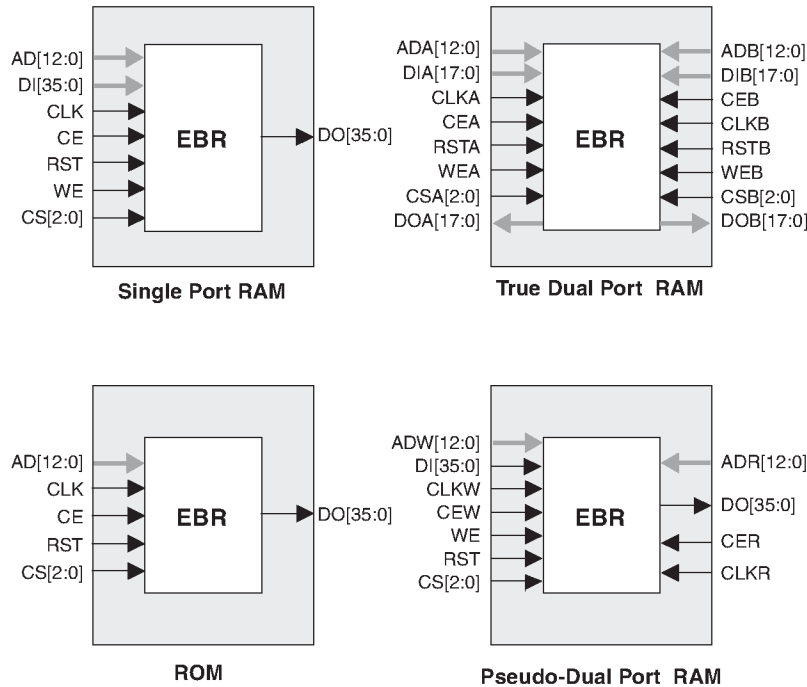 AD[12:0]
DI[35:0]
CLK
CE
RST
WE
CS[2:0]
EBR
DO[35:0]
Single Port RAM
ADA[12:0]
DIA[17:0]
CLKA
CEA
RSTA
WEA
CSA[2:0]
DOA[17:0]
EBR
ADB[12:0]
DIB[17:0]
CEB
CLKB
RSTB
WEB
CSB[2:0]
DOB[17:0]
True Dual Port RAM
AD[12:0]
CLK
CE
RST
CS[2:0]
EBR
DO[35:0]
ROM
ADW[12:0]
DI[35:0]
CLKW
CEW
WE
RST
CS[2:0]
EBR
ADR[12:0]
DO[35:0]
CER
CLKR
Pseudo-Dual Port RAM